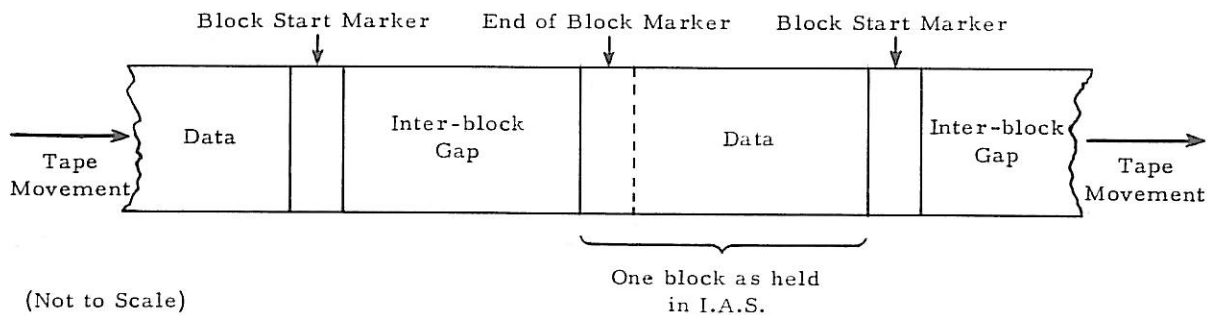 Block Start Marker End of Block Marker Block Start Marker
Data
Inter-block
Gap
Data
Inter-block
Gap
Tape
Movement
Tape
Movement
One block as held
in I.A.S.
(Not to Scale)